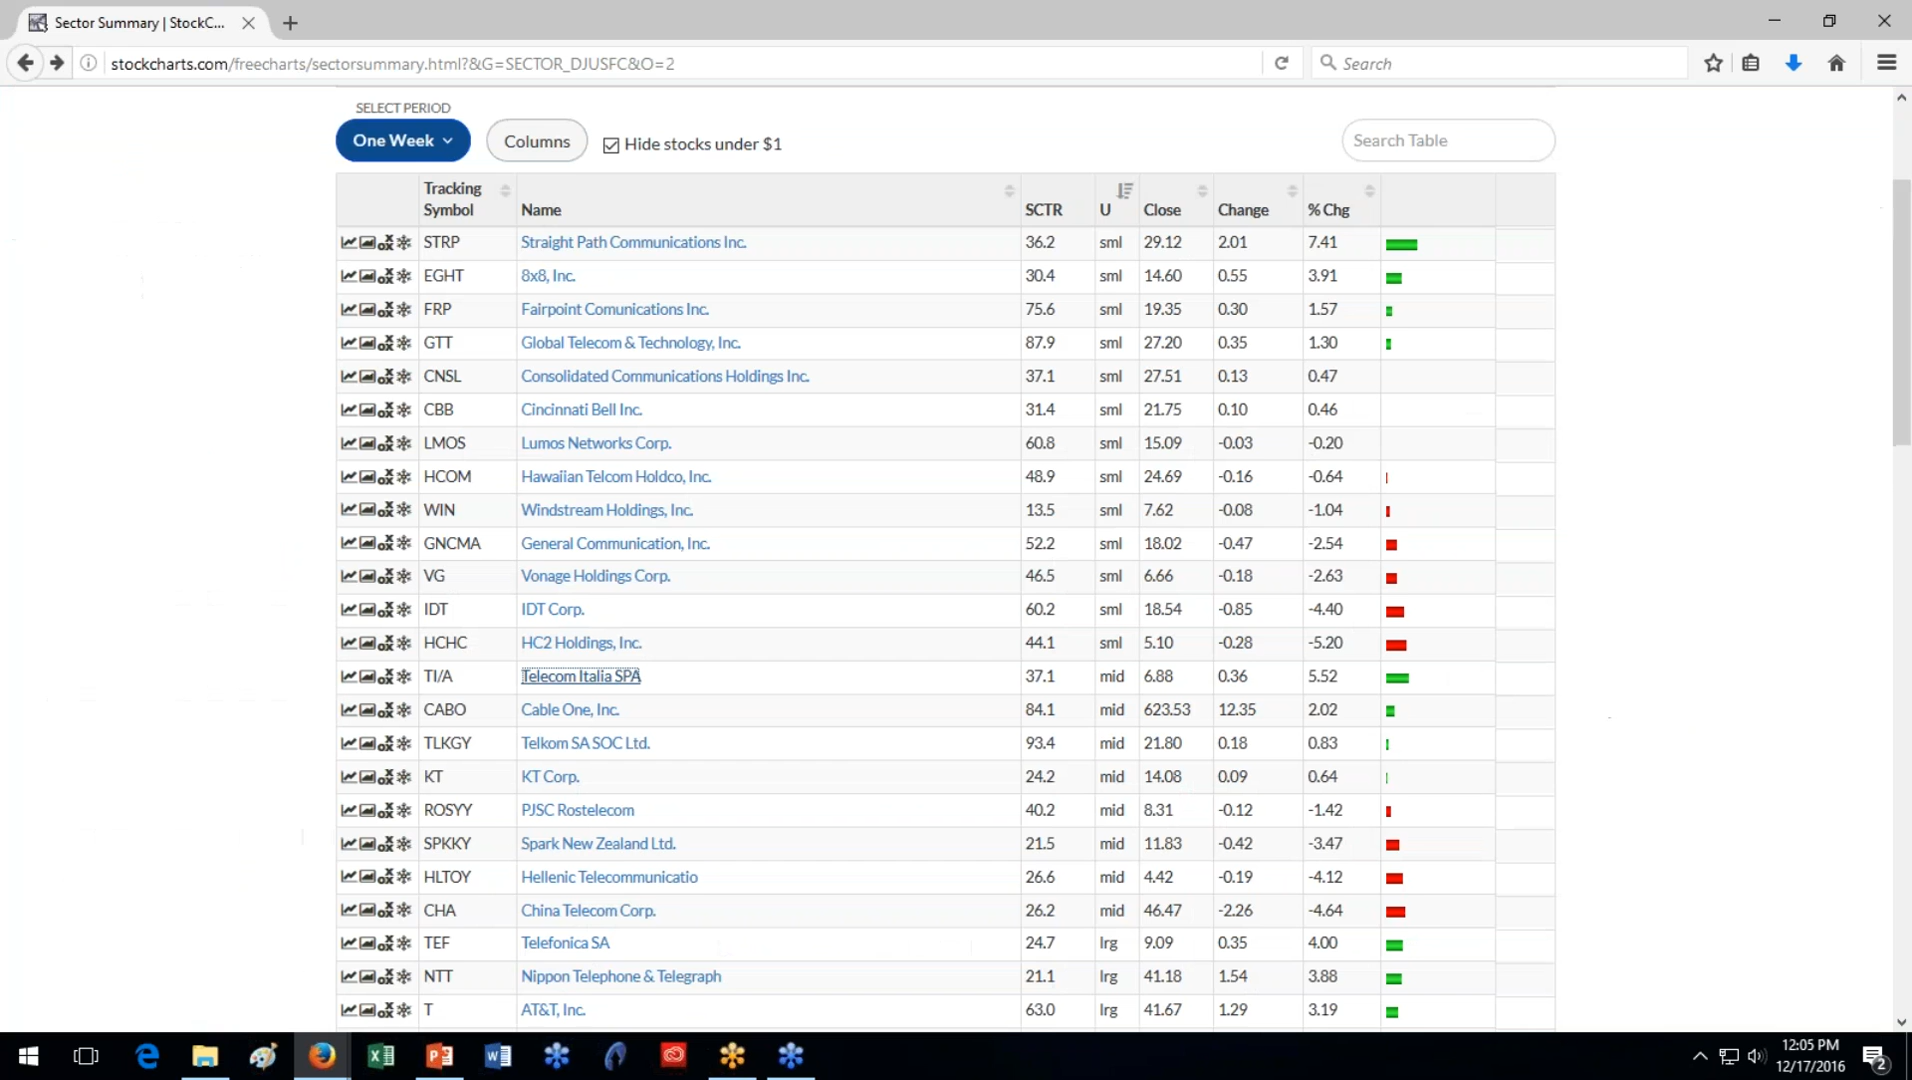 Sector Summary | StockC...
stockcharts.com/freecharts/sectorsummary.html?&G=SECTOR_DJUSFC&O=2
Search
SELECT PERIOD
One Week
Columns
Hide stocks under $1
Search Table
Tracking Symbol Name SCTR U Close Change % Chg
STRP Straight Path Communications Inc. 36.2 sml 29.12 2.01 7.41
EGHT 8x8, Inc. 30.4 sml 14.60 0.55 3.91
FRP Fairpoint Comunications Inc. 75.6 sml 19.35 0.30 1.57
GTT Global Telecom & Technology, Inc. 87.9 sml 27.20 0.35 1.30
CNSL Consolidated Communications Holdings Inc. 37.1 sml 27.51 0.13 0.47
CBB Cincinnati Bell Inc. 31.4 sml 21.75 0.10 0.46
LMOS Lumos Networks Corp. 60.8 sml 15.09 -0.03 -0.20
HCOM Hawaiian Telcom Holdco, Inc. 48.9 sml 24.69 -0.16 -0.64
WIN Windstream Holdings, Inc. 13.5 sml 7.62 -0.08 -1.04
GNCMA General Communication, Inc. 52.2 sml 18.02 -0.47 -2.54
VG Vonage Holdings Corp. 46.5 sml 6.66 -0.18 -2.63
IDT IDT Corp. 60.2 sml 18.54 -0.85 -4.40
HCHC HC2 Holdings, Inc. 44.1 sml 5.10 -0.28 -5.20
TI/A Telecom Italia SPA 37.1 mid 6.88 0.36 5.52
CABO Cable One, Inc. 84.1 mid 623.53 12.35 2.02
TLKGY Telkom SA SOC Ltd. 93.4 mid 21.80 0.18 0.83
KT KT Corp. 24.2 mid 14.08 0.09 0.64
ROSYY PJSC Rostelecom 40.2 mid 8.31 -0.12 -1.42
SPKKY Spark New Zealand Ltd. 21.5 mid 11.83 -0.42 -3.47
HLTOY Hellenic Telecommunicatio 26.6 mid 4.42 -0.19 -4.12
CHA China Telecom Corp. 26.2 mid 46.47 -2.26 -4.64
TEF Telefonica SA 24.7 lrg 9.09 0.35 4.00
NTT Nippon Telephone & Telegraph 21.1 lrg 41.18 1.54 3.88
T AT&T, Inc. 63.0 lrg 41.67 1.29 3.19
12:05 PM
12/17/2016
2